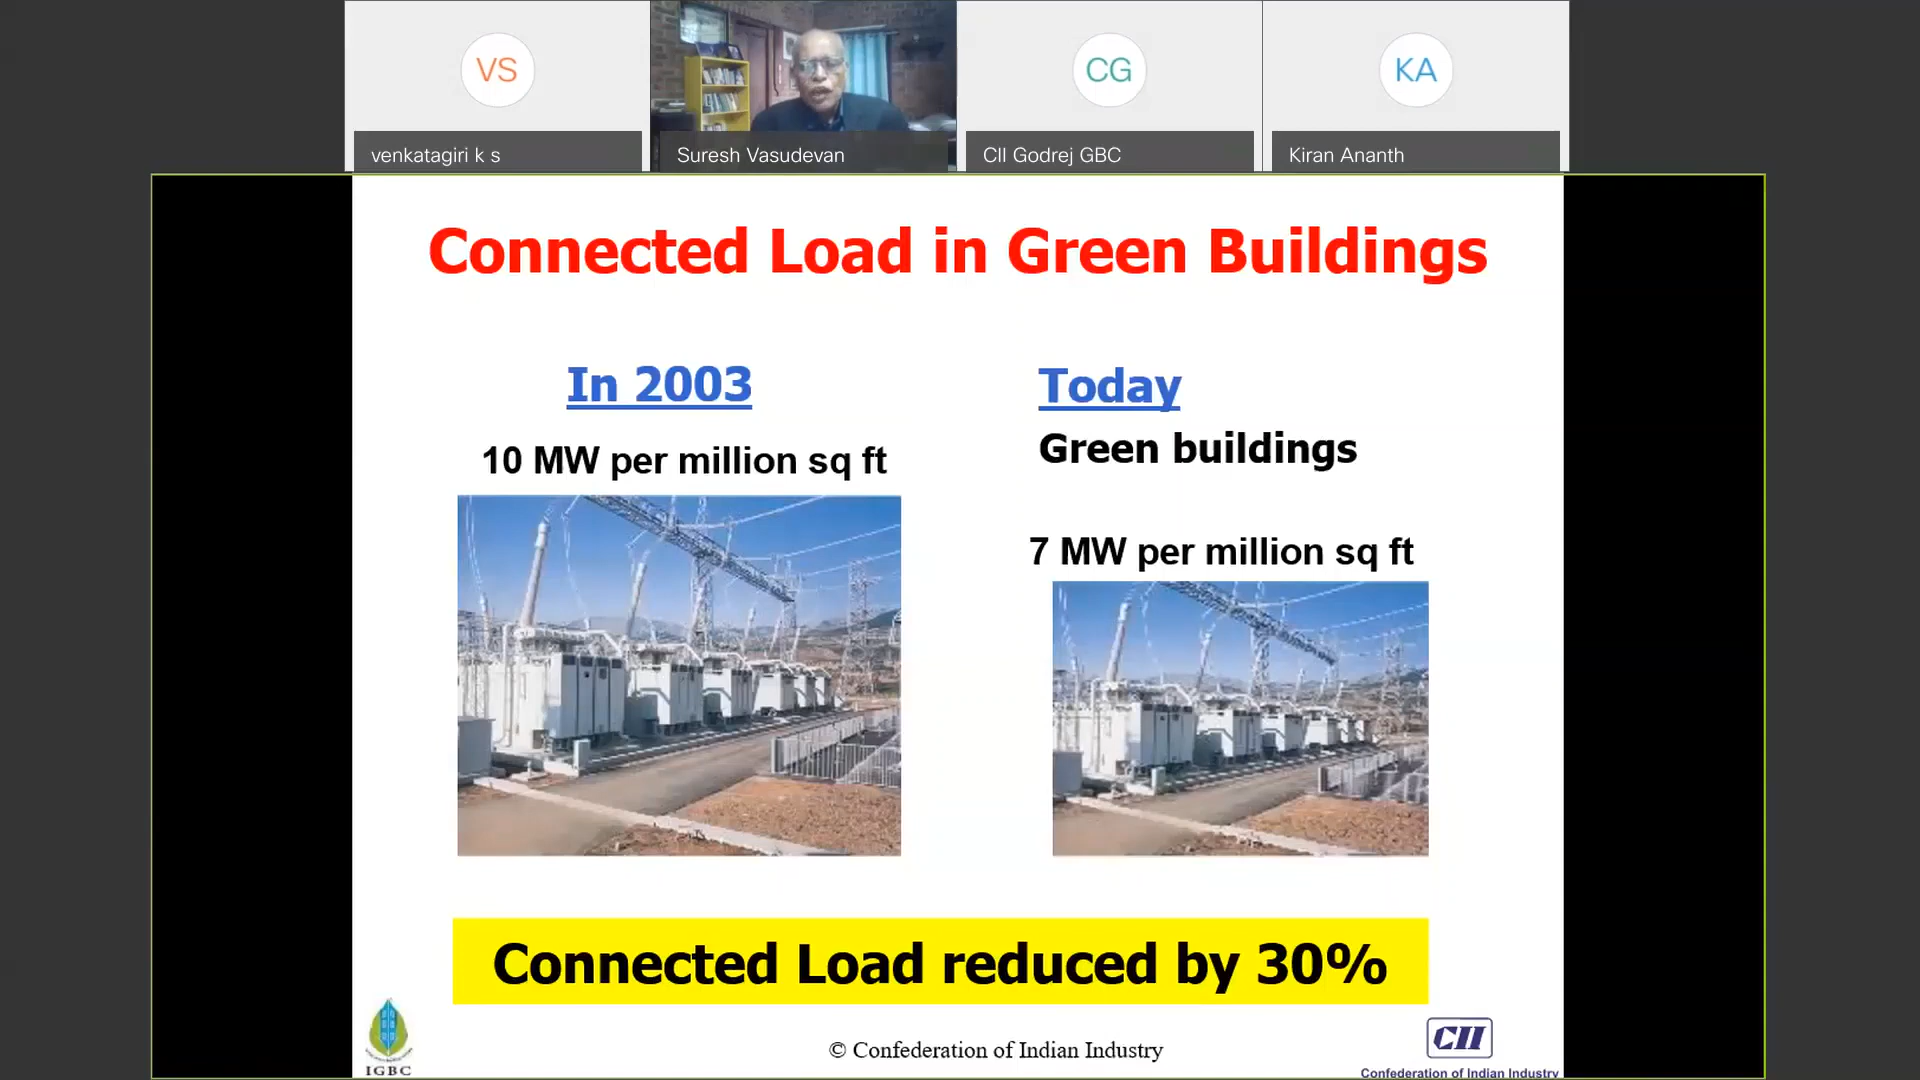 VS
CG
KA
venkatagiri k s
Suresh Vasudevan
CII Godrej GBC
Kiran Ananth
Connected Load in Green Buildings
In 2003
10 MW per million sq ft
Today
Green buildings
7 MW per million sq ft
Connected Load reduced by 30%
IGBC
© Confederation of Indian Industry
CII
Confederation of Indian Industry